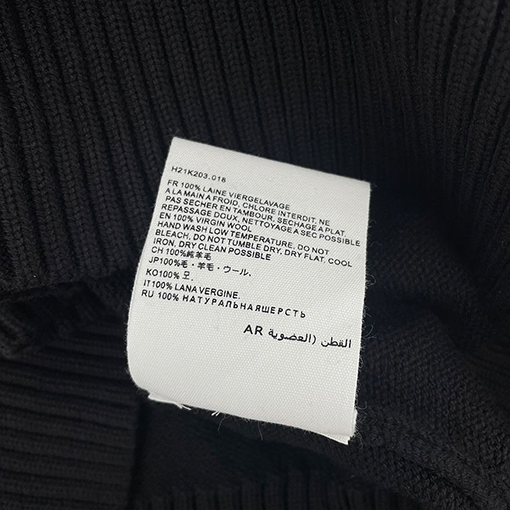 H21K203.018
FR 100% LAINE VIERGELAVAGE
A LA MAIN A FROID, CHLORE INTERDIT, NE
PAS SECHER EN TAMBOUR, SECHAGE A PLAT,
REPASSAGE DOUX, NETTOYAGE A SEC POSSIBLE
EN 100% VIRGIN WOOL
HAND WASH LOW TEMPERATURE, DO NOT
BLEACH, DO NOT TUMBLE DRY, DRY FLAT, COOL
IRON, DRY CLEAN POSSIBLE
CH 100%純羊毛
JP100%毛・羊毛・ウール.
KO100% 모.
IT100% LANA VERGINE.
RU 100% НАТУРАЛЬНАЯШЕРСТЬ
القطن (العضوية AR